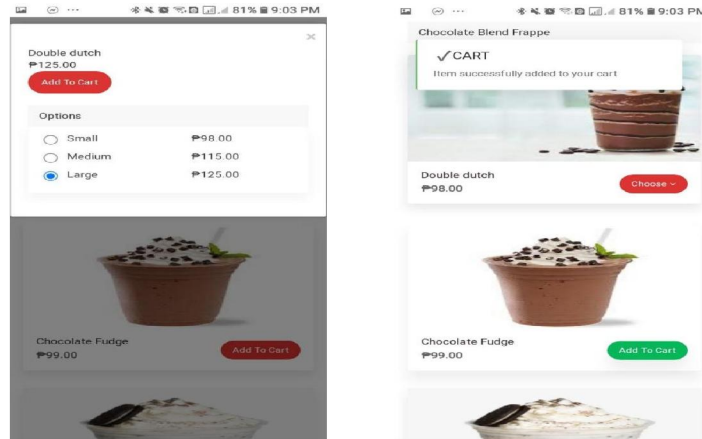 81% 9:03 PM
×
Double dutch
₱125.00
Add To Cart
Options
Small ₱98.00
Medium ₱115.00
Large ₱125.00
Chocolate Fudge
₱99.00
Add To Cart
81% 9:03 PM
Chocolate Blend Frappe
✓CART
Item successfully added to your cart
Double dutch
₱98.00
Choose
Chocolate Fudge
₱99.00
Add To Cart